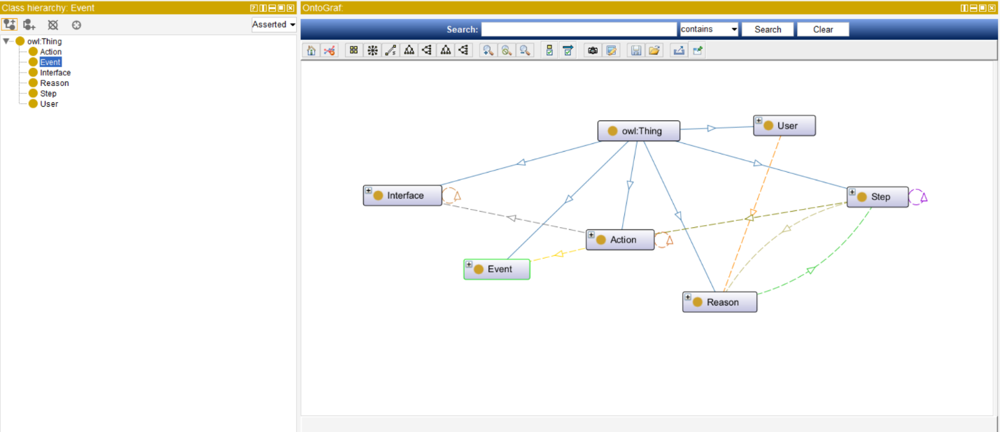 Class hierarchy: Event
Asserted
owl:Thing
Action
Event
Interface
Reason
Step
User
OntoGraf:
Search:
contains
Search
Clear
owl:Thing
User
Interface
Step
Action
Event
Reason